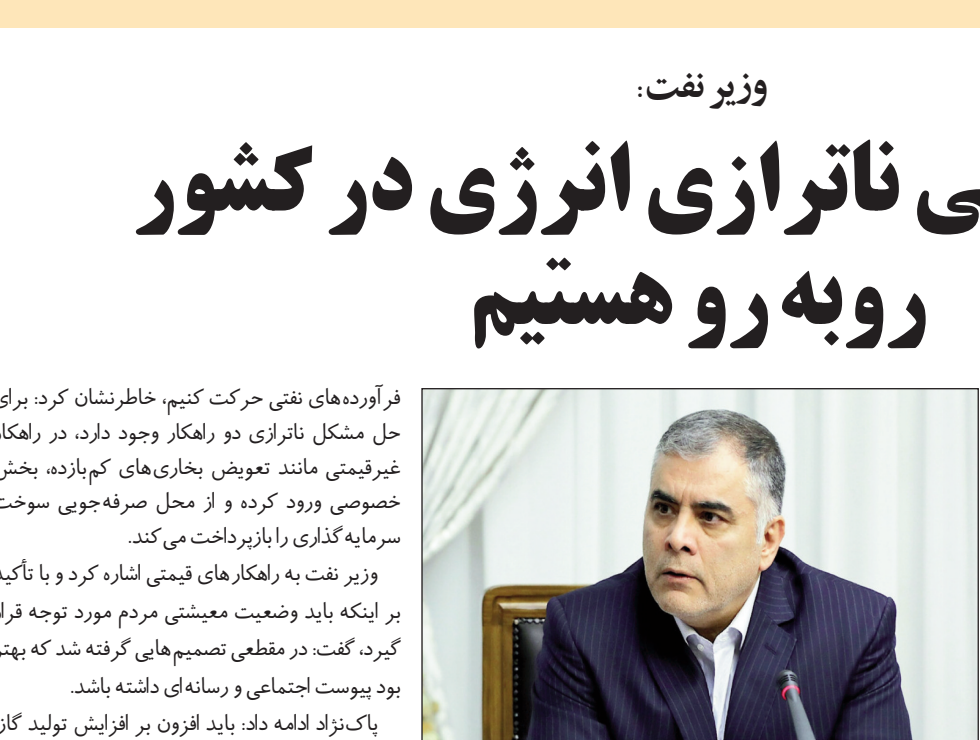 وزیر نفت:
ناترازی انرژی در کشور
روبه‌رو هستیم
فرآورده‌های نفتی حرکت کنیم، خاطرنشان کرد: برای
حل مشکل ناترازی دو راهکار وجود دارد، در راهکار
غیرقیمتی مانند تعویض بخاری‌های کم‌بازده، بخش
خصوصی ورود کرده و از محل صرفه‌جویی سوخت
سرمایه‌گذاری را بازپرداخت می‌کند.
وزیر نفت به راهکارهای قیمتی اشاره کرد و با تأکید
بر اینکه باید وضعیت معیشتی مردم مورد توجه قرار
گیرد، گفت: در مقطعی تصمیم‌هایی گرفته شد که بهتر
بود پیوست اجتماعی و رسانه‌ای داشته باشد.
پاک‌نژاد ادامه داد: باید افزون بر افزایش تولید گاز